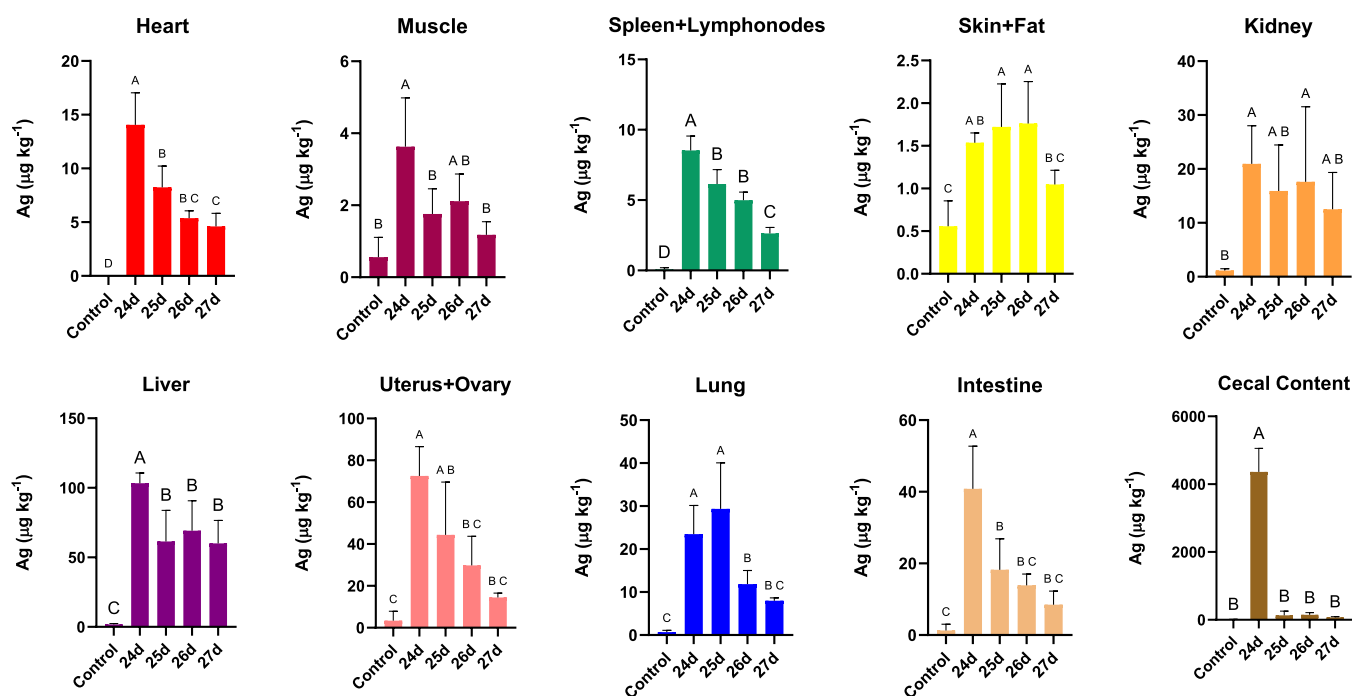 Heart
Ag (µg kg⁻¹)
20
15
10
5
0
D
A
B
B C
C
Control
24d
25d
26d
27d
Muscle
Ag (µg kg⁻¹)
6
4
2
0
B
A
B
A B
B
Control
24d
25d
26d
27d
Spleen+Lymphonodes
Ag (µg kg⁻¹)
15
10
5
0
D
A
B
B
C
Control
24d
25d
26d
27d
Skin+Fat
Ag (µg kg⁻¹)
2.5
2.0
1.5
1.0
0.5
0.0
C
A B
A
A
B C
Control
24d
25d
26d
27d
Kidney
Ag (µg kg⁻¹)
40
30
20
10
0
B
A
A B
A
A B
Control
24d
25d
26d
27d
Liver
Ag (µg kg⁻¹)
150
100
50
0
C
A
B
B
B
Control
24d
25d
26d
27d
Uterus+Ovary
Ag (µg kg⁻¹)
100
80
60
40
20
0
C
A
A B
B C
B C
Control
24d
25d
26d
27d
Lung
Ag (µg kg⁻¹)
50
40
30
20
10
0
C
A
A
B
B C
Control
24d
25d
26d
27d
Intestine
Ag (µg kg⁻¹)
60
40
20
0
C
A
B
B C
B C
Control
24d
25d
26d
27d
Cecal Content
Ag (µg kg⁻¹)
6000
4000
2000
0
B
A
B
B
B
Control
24d
25d
26d
27d